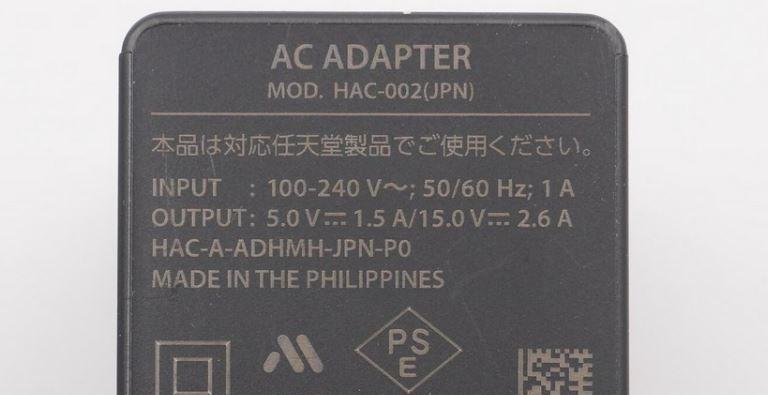 AC ADAPTER
MOD. HAC-002(JPN)
本品は対応任天堂製品でご使用ください。
INPUT : 100-240 V～; 50/60 Hz; 1 A
OUTPUT: 5.0 V⎓ 1.5 A/15.0 V⎓ 2.6 A
HAC-A-ADHMH-JPN-P0
MADE IN THE PHILIPPINES
PS
E